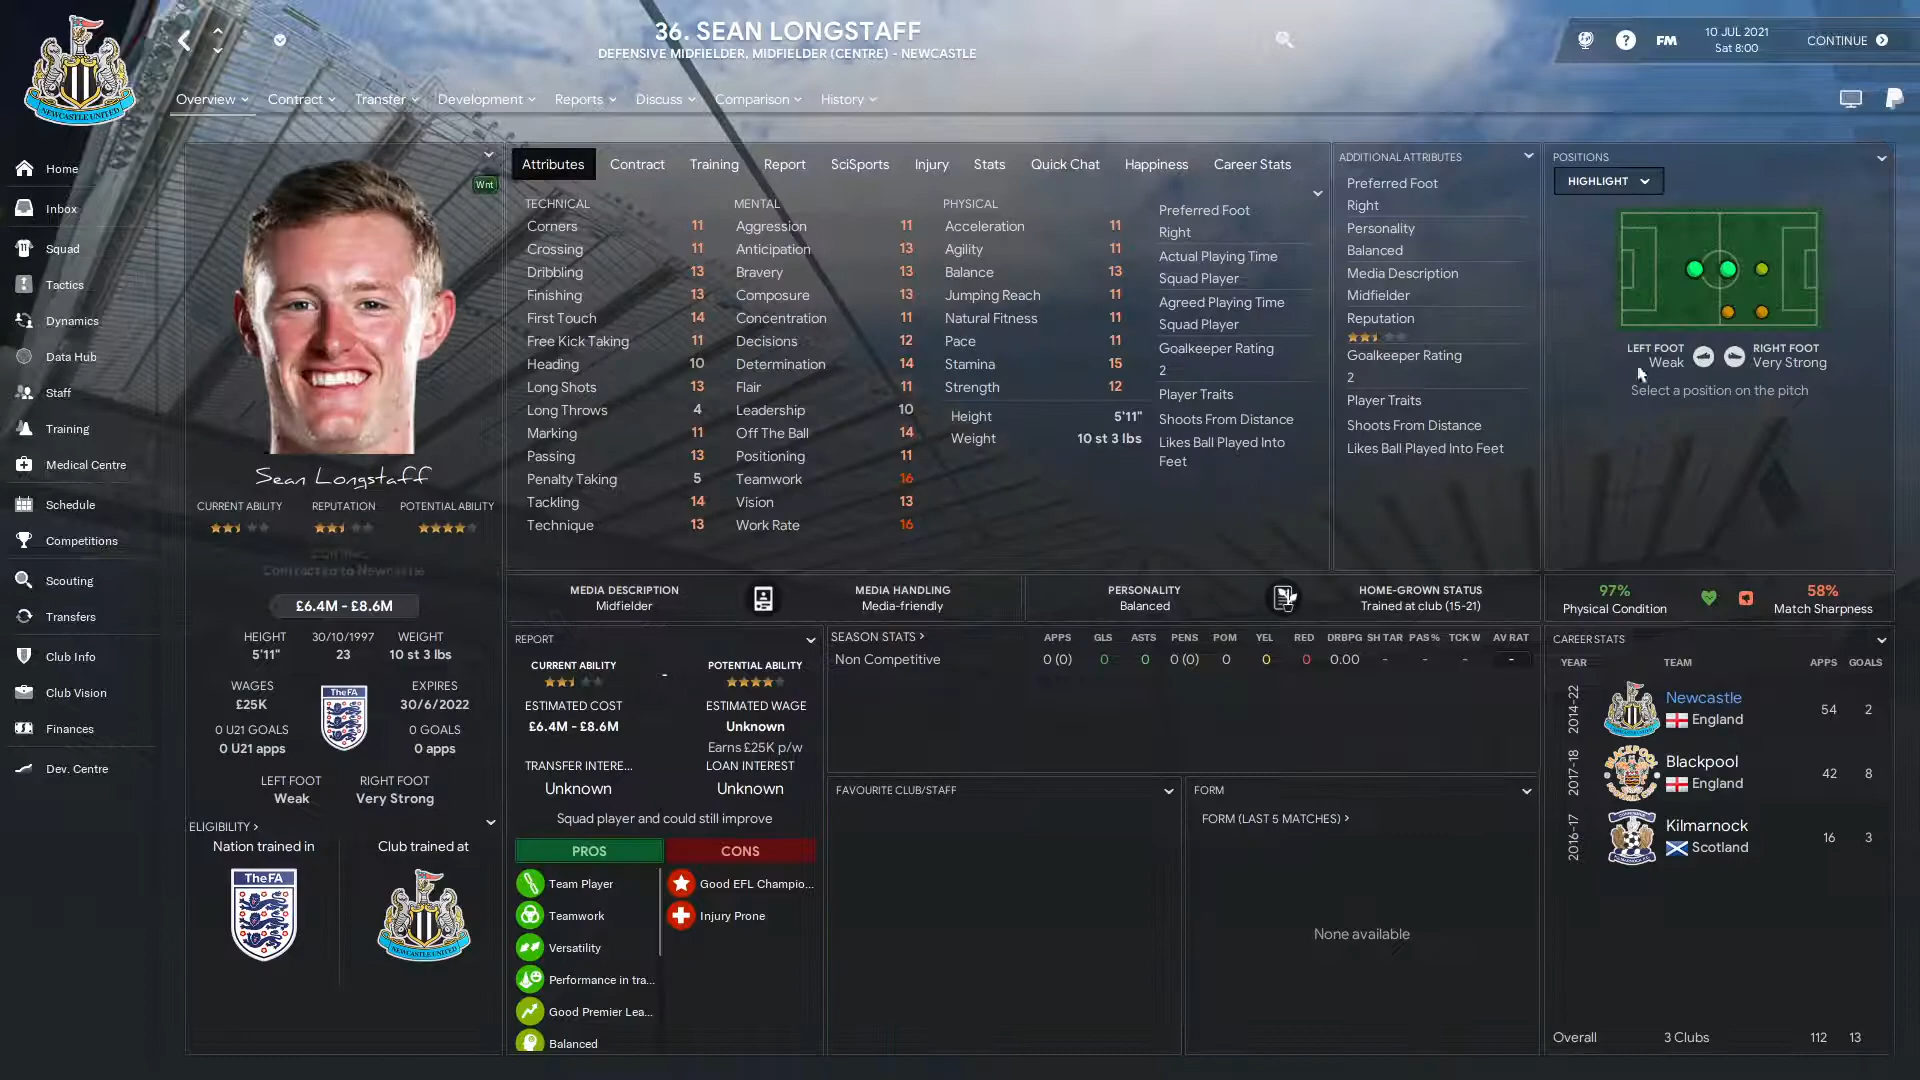 36. SEAN LONGSTAFF
DEFENSIVE MIDFIELDER, MIDFIELDER (CENTRE) - NEWCASTLE
FM
10 JUL 2021
Sat 8:00
CONTINUE
NEWCASTLE UNITED
Overview
Contract
Transfer
Development
Reports
Discuss
Comparison
History
Home
Inbox
Squad
Tactics
Dynamics
Data Hub
Staff
Training
Medical Centre
Schedule
Competitions
Scouting
Transfers
Club Info
Club Vision
Finances
Dev. Centre
Wnt
Sean Longstaff
CURRENT ABILITY REPUTATION POTENTIAL ABILITY
Contracted to Newcastle
£6.4M - £8.6M
HEIGHT 30/10/1997 WEIGHT
5'11" 23 10 st 3 lbs
WAGES EXPIRES
£25K The FA 30/6/2022
0 U21 GOALS 0 GOALS
0 U21 apps 0 apps
LEFT FOOT RIGHT FOOT
Weak Very Strong
ELIGIBILITY >
Nation trained in Club trained at
The FA
NEWCASTLE UNITED
Attributes Contract Training Report SciSports Injury Stats Quick Chat Happiness Career Stats
TECHNICAL
Corners 11
Crossing 11
Dribbling 13
Finishing 13
First Touch 14
Free Kick Taking 11
Heading 10
Long Shots 13
Long Throws 4
Marking 11
Passing 13
Penalty Taking 5
Tackling 14
Technique 13
MENTAL
Aggression 11
Anticipation 13
Bravery 13
Composure 13
Concentration 11
Decisions 12
Determination 14
Flair 11
Leadership 10
Off The Ball 14
Positioning 11
Teamwork 16
Vision 13
Work Rate 16
PHYSICAL
Acceleration 11
Agility 11
Balance 13
Jumping Reach 11
Natural Fitness 11
Pace 11
Stamina 15
Strength 12
Height 5'11"
Weight 10 st 3 lbs
Preferred Foot
Right
Actual Playing Time
Squad Player
Agreed Playing Time
Squad Player
Goalkeeper Rating
2
Player Traits
Shoots From Distance
Likes Ball Played Into
Feet
ADDITIONAL ATTRIBUTES
Preferred Foot
Right
Personality
Balanced
Media Description
Midfielder
Reputation
Goalkeeper Rating
2
Player Traits
Shoots From Distance
Likes Ball Played Into Feet
POSITIONS
HIGHLIGHT
LEFT FOOT RIGHT FOOT
Weak Very Strong
Select a position on the pitch
MEDIA DESCRIPTION
Midfielder
MEDIA HANDLING
Media-friendly
PERSONALITY
Balanced
HOME-GROWN STATUS
Trained at club (15-21)
97%
Physical Condition
58%
Match Sharpness
REPORT
CURRENT ABILITY - POTENTIAL ABILITY
ESTIMATED COST ESTIMATED WAGE
£6.4M - £8.6M Unknown
Earns £25K p/w
TRANSFER INTERE... LOAN INTEREST
Unknown Unknown
Squad player and could still improve
PROS CONS
Team Player Good EFL Champio...
Teamwork Injury Prone
Versatility
Performance in tra...
Good Premier Lea...
Balanced
SEASON STATS > APPS GLS ASTS PENS POM YEL RED DRBPG SH TAR PAS % TCK W AV RAT
Non Competitive 0 (0) 0 0 0 (0) 0 0 0 0.00 - - - -
FAVOURITE CLUB/STAFF
FORM
FORM (LAST 5 MATCHES) >
None available
CAREER STATS
YEAR TEAM APPS GOALS
2014-22 Newcastle 54 2
England
2017-18 Blackpool 42 8
England
2016-17 Kilmarnock 16 3
Scotland
Overall 3 Clubs 112 13